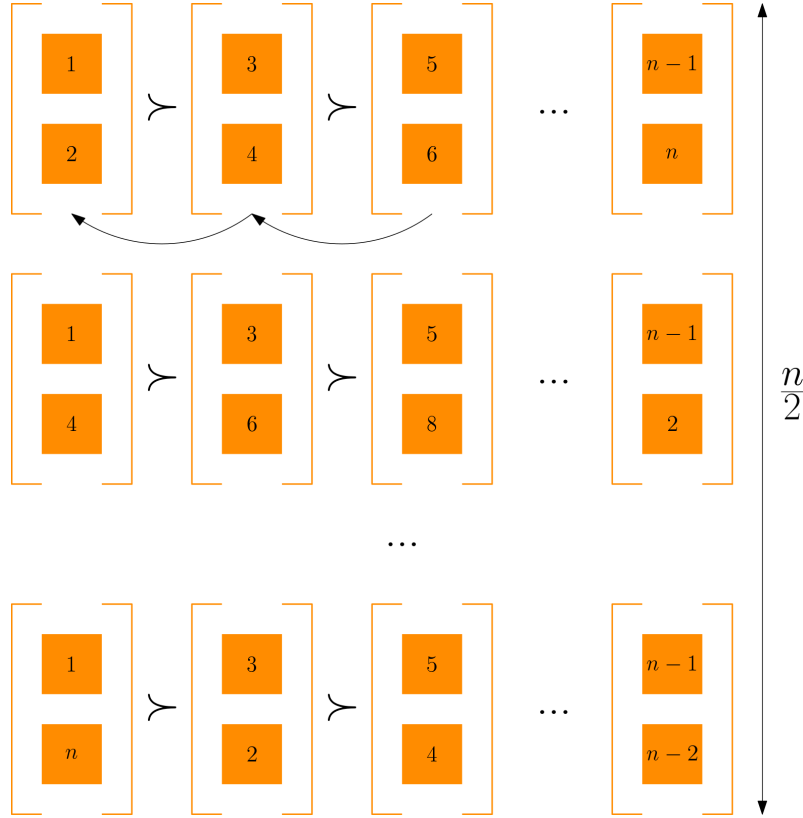 1 3 5 n − 1
≻ ≻ ...
2 4 6 n
1 3 5 n − 1
≻ ≻ ...
4 6 8 2
n/2
...
1 3 5 n − 1
≻ ≻ ...
n 2 4 n − 2